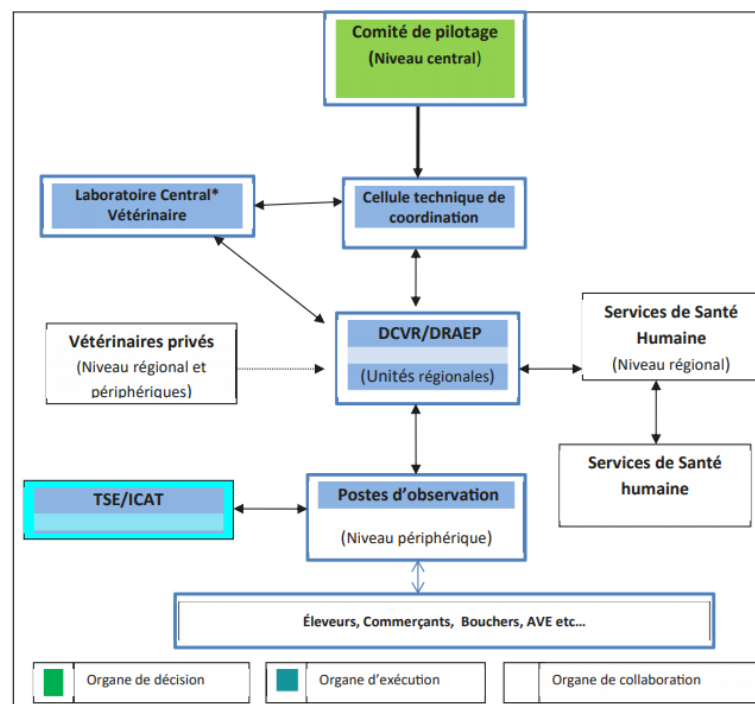 Comité de pilotage
(Niveau central)
Laboratoire Central*
Vétérinaire
Cellule technique de
coordination
Vétérinaires privés
(Niveau régional et
périphériques)
DCVR/DRAEP
(Unités régionales)
Services de Santé
Humaine
(Niveau régional)
Services de Santé
humaine
TSE/ICAT
Postes d’observation
(Niveau périphérique)
Éleveurs, Commerçants, Bouchers, AVE etc…
Organe de décision
Organe d’exécution
Organe de collaboration